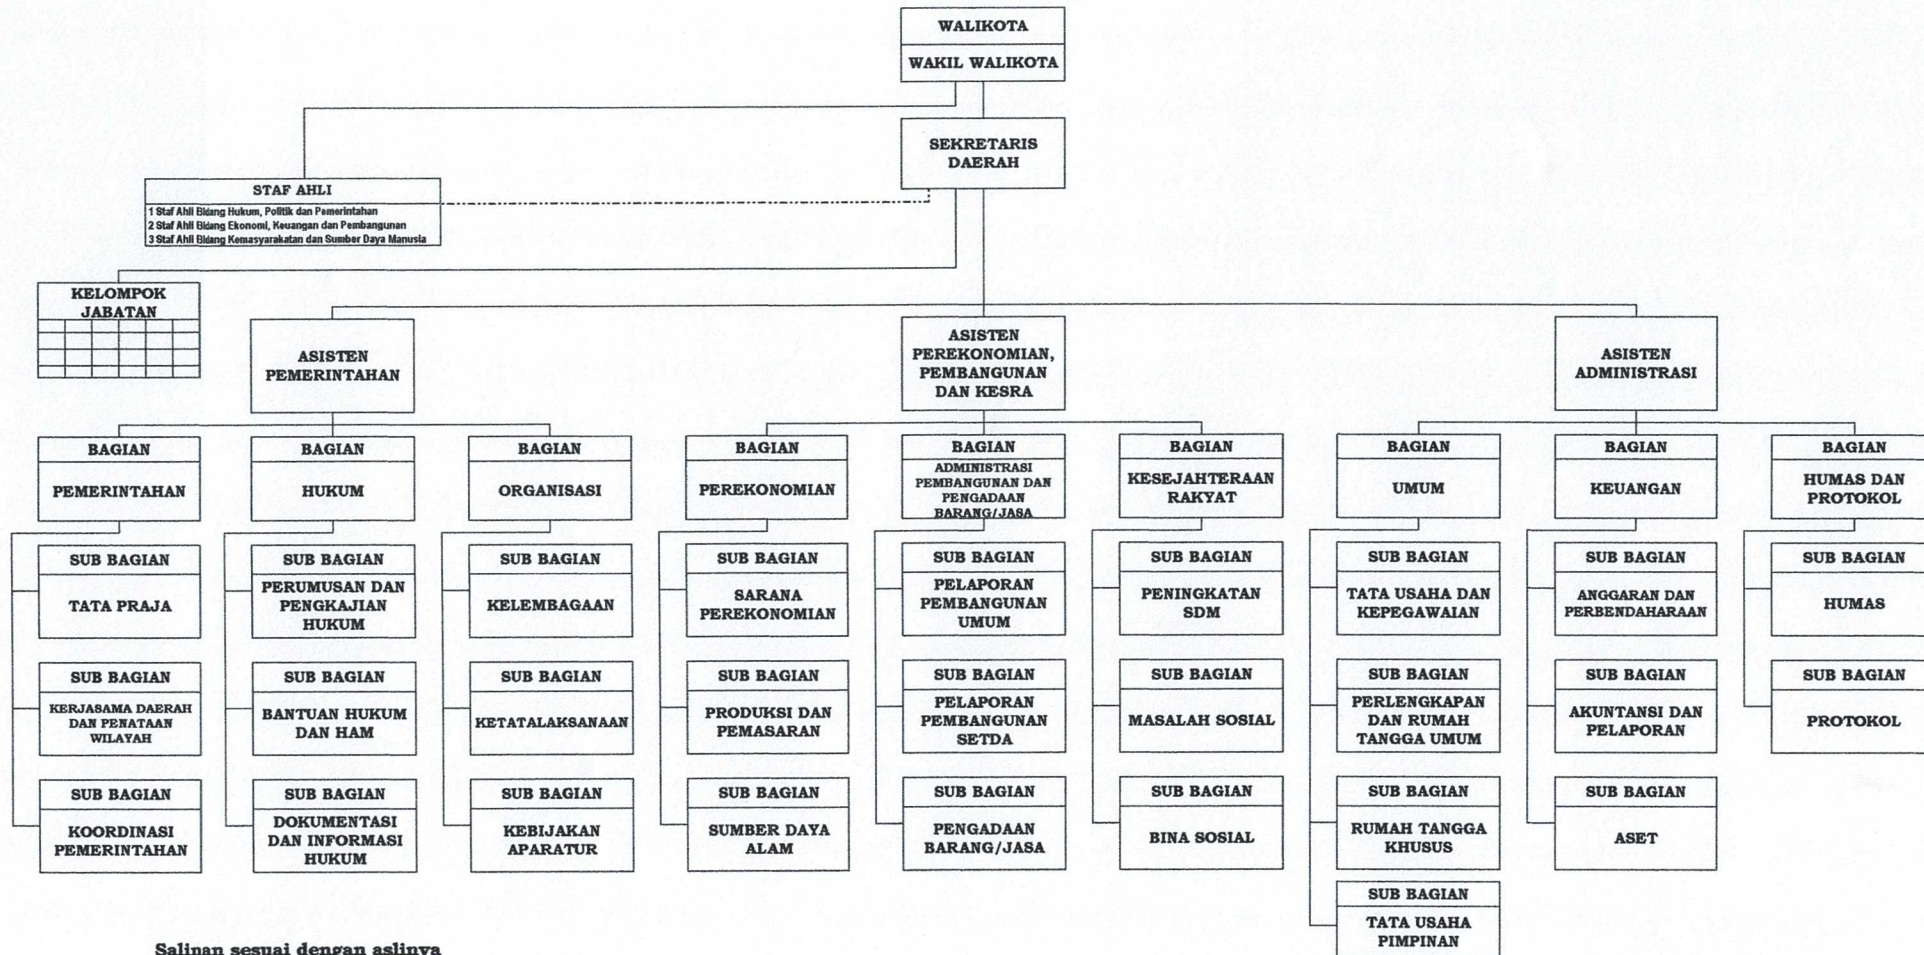 WALIKOTA
WAKIL WALIKOTA
SEKRETARIS
DAERAH
STAF AHLI
1 Staf Ahli Bidang Hukum, Politik dan Pemerintahan
2 Staf Ahli Bidang Ekonomi, Keuangan dan Pembangunan
3 Staf Ahli Bidang Kemasyarakatan dan Sumber Daya Manusia
KELOMPOK
JABATAN
ASISTEN
PEMERINTAHAN
ASISTEN
PEREKONOMIAN,
PEMBANGUNAN
DAN KESRA
ASISTEN
ADMINISTRASI
BAGIAN
PEMERINTAHAN
SUB BAGIAN
TATA PRAJA
SUB BAGIAN
KERJASAMA DAERAH
DAN PENATAAN
WILAYAH
SUB BAGIAN
KOORDINASI
PEMERINTAHAN
BAGIAN
HUKUM
SUB BAGIAN
PERUMUSAN DAN
PENGKAJIAN
HUKUM
SUB BAGIAN
BANTUAN HUKUM
DAN HAM
SUB BAGIAN
DOKUMENTASI
DAN INFORMASI
HUKUM
BAGIAN
ORGANISASI
SUB BAGIAN
KELEMBAGAAN
SUB BAGIAN
KETATALAKSANAAN
SUB BAGIAN
KEBIJAKAN
APARATUR
BAGIAN
PEREKONOMIAN
SUB BAGIAN
SARANA
PEREKONOMIAN
SUB BAGIAN
PRODUKSI DAN
PEMASARAN
SUB BAGIAN
SUMBER DAYA
ALAM
BAGIAN
ADMINISTRASI
PEMBANGUNAN DAN
PENGADAAN
BARANG/JASA
SUB BAGIAN
PELAPORAN
PEMBANGUNAN
UMUM
SUB BAGIAN
PELAPORAN
PEMBANGUNAN
SETDA
SUB BAGIAN
PENGADAAN
BARANG/JASA
BAGIAN
KESEJAHTERAAN
RAKYAT
SUB BAGIAN
PENINGKATAN
SDM
SUB BAGIAN
MASALAH SOSIAL
SUB BAGIAN
BINA SOSIAL
BAGIAN
UMUM
SUB BAGIAN
TATA USAHA DAN
KEPEGAWAIAN
SUB BAGIAN
PERLENGKAPAN
DAN RUMAH
TANGGA UMUM
SUB BAGIAN
RUMAH TANGGA
KHUSUS
SUB BAGIAN
TATA USAHA
PIMPINAN
BAGIAN
KEUANGAN
SUB BAGIAN
ANGGARAN DAN
PERBENDAHARAAN
SUB BAGIAN
AKUNTANSI DAN
PELAPORAN
SUB BAGIAN
ASET
BAGIAN
HUMAS DAN
PROTOKOL
SUB BAGIAN
HUMAS
SUB BAGIAN
PROTOKOL
Salinan sesuai dengan aslinya